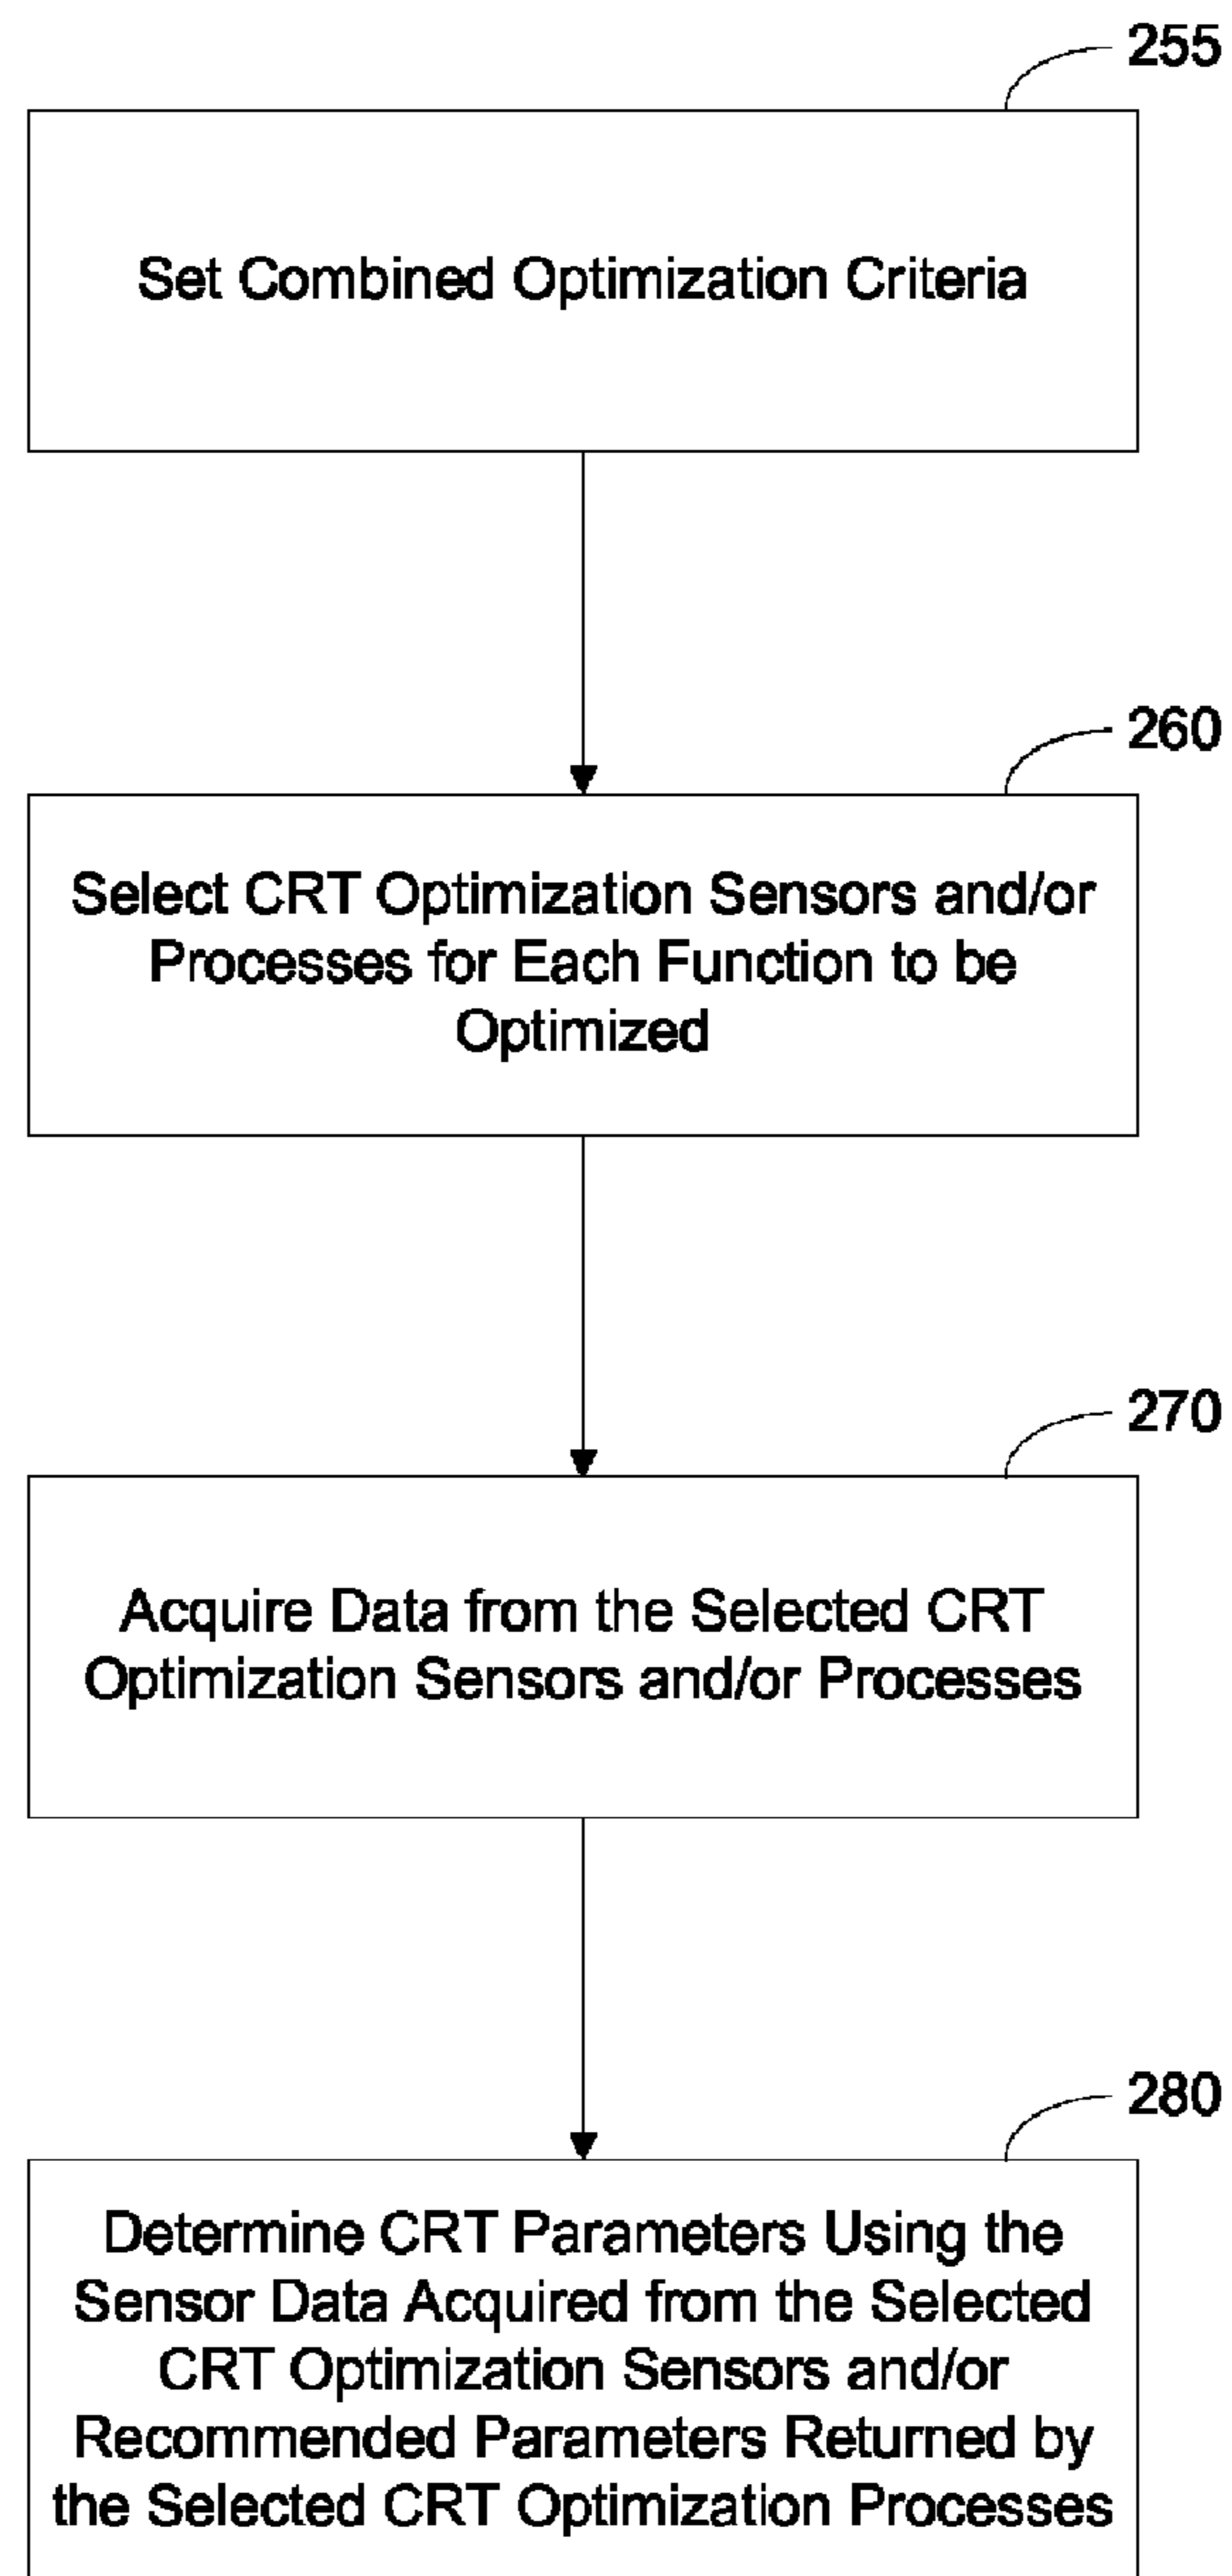 255
Set Combined Optimization Criteria
260
Select CRT Optimization Sensors and/or
Processes for Each Function to be
Optimized
270
Acquire Data from the Selected CRT
Optimization Sensors and/or Processes
280
Determine CRT Parameters Using the
Sensor Data Acquired from the Selected
CRT Optimization Sensors and/or
Recommended Parameters Returned by
the Selected CRT Optimization Processes